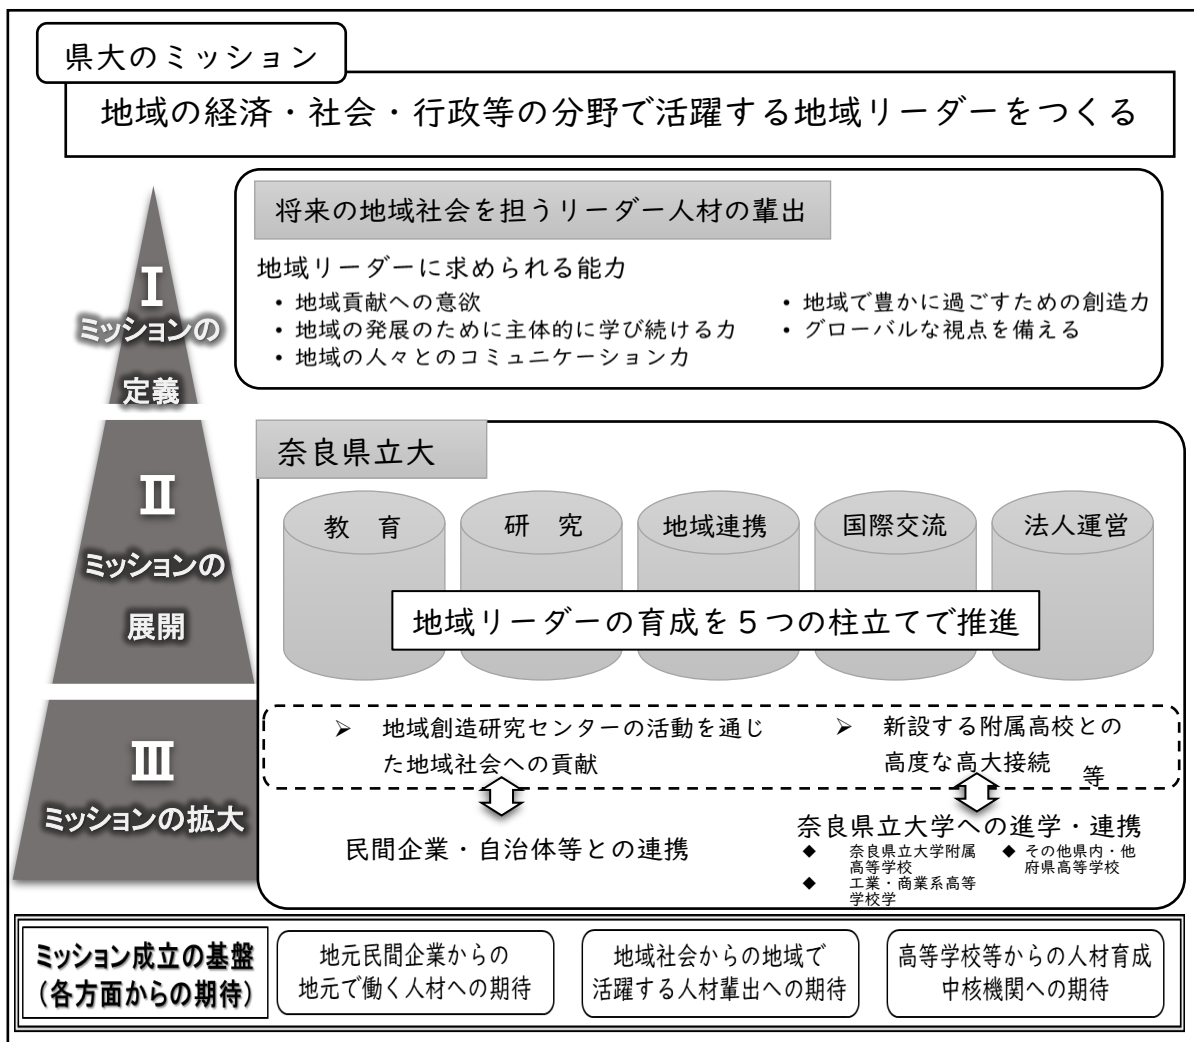 県大のミッション
地域の経済・社会・行政等の分野で活躍する地域リーダーをつくる
Ⅰ
ミッションの
定義
将来の地域社会を担うリーダー人材の輩出
地域リーダーに求められる能力
• 地域貢献への意欲
• 地域の発展のために主体的に学び続ける力
• 地域の人々とのコミュニケーション力
• 地域で豊かに過ごすための創造力
• グローバルな視点を備える
Ⅱ
ミッションの
展開
奈良県立大
教　育
研　究
地域連携
国際交流
法人運営
地域リーダーの育成を５つの柱立てで推進
Ⅲ
ミッションの拡大
➢ 地域創造研究センターの活動を通じ
た地域社会への貢献
➢ 新設する附属高校との
高度な高大接続　等
民間企業・自治体等との連携
奈良県立大学への進学・連携
◆ 奈良県立大学附属
高等学校
◆ 工業・商業系高等
学校学
◆ その他県内・他
府県高等学校
ミッション成立の基盤
（各方面からの期待）
地元民間企業からの
地元で働く人材への期待
地域社会からの地域で
活躍する人材輩出への期待
高等学校等からの人材育成
中核機関への期待